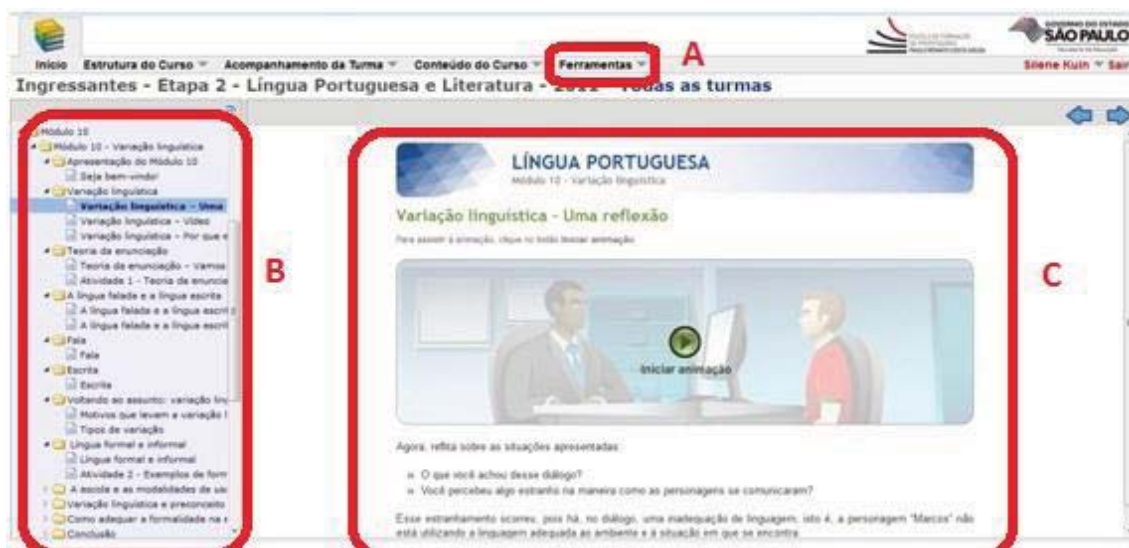 GOVERNO DO ESTADO
SÃO PAULO
A
Início Estrutura do Curso Acompanhamento da Turma Conteúdo do Curso Ferramentas
Silene Kuin Sair
Ingressantes - Etapa 2 - Língua Portuguesa e Literatura - 2011 - Todas as turmas
Módulo 10
Módulo 10 - Variação linguística
Apresentação do Módulo 10
Seja bem-vindo!
Variação linguística
Variação linguística - Uma
Variação linguística - Vídeo
Variação linguística - Por que e
Teoria da enunciação
Teoria da enunciação - Vamos
Atividade 1 - Teoria da enuncia
A língua falada e a língua escrita
A língua falada e a língua escrit
A língua falada e a língua escrit
Fala
Fala
Escrita
Escrita
Voltando ao assunto: variação lin
Motivos que levam a variação l
Tipos de variação
Língua formal e informal
Língua formal e informal
Atividade 2 - Exemplos de form
A escola e as modalidades de us
Variação linguística e preconceito
Como adequar a formalidade na
Conclusão
B
LÍNGUA PORTUGUESA
Módulo 10 - Variação linguística
Variação linguística - Uma reflexão
Para assistir à animação, clique no botão Iniciar animação.
Iniciar animação
Agora, reflita sobre as situações apresentadas:
» O que você achou desse diálogo?
» Você percebeu algo estranho na maneira como as personagens se comunicaram?
Esse estranhamento ocorreu, pois há, no diálogo, uma inadequação de linguagem, isto é, a personagem "Marcos" não
está utilizando a linguagem adequada ao ambiente e à situação em que se encontra.
C